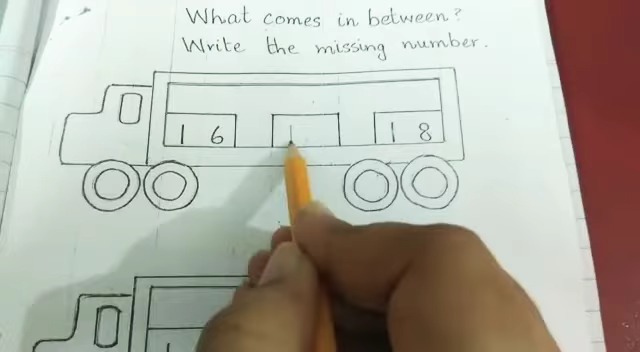 What comes in between?
Write the missing number.
16 1 18